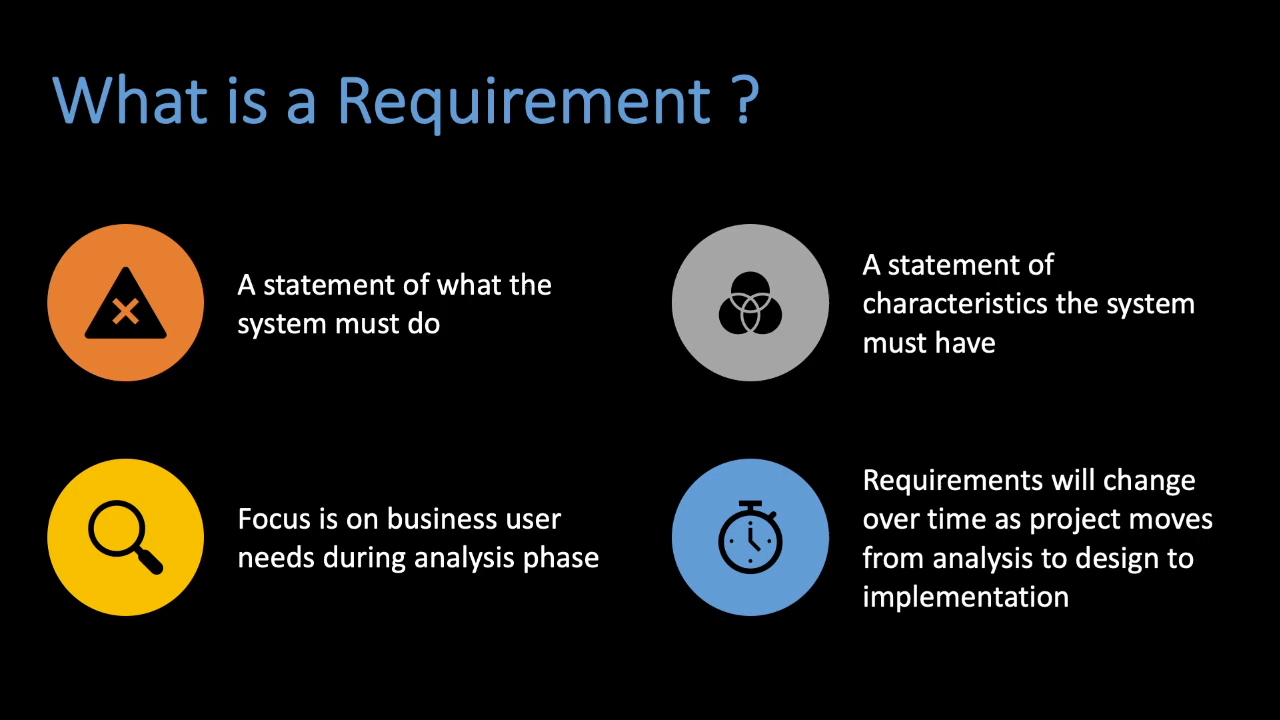 What is a Requirement ?
A statement of what the
system must do
A statement of
characteristics the system
must have
Focus is on business user
needs during analysis phase
Requirements will change
over time as project moves
from analysis to design to
implementation